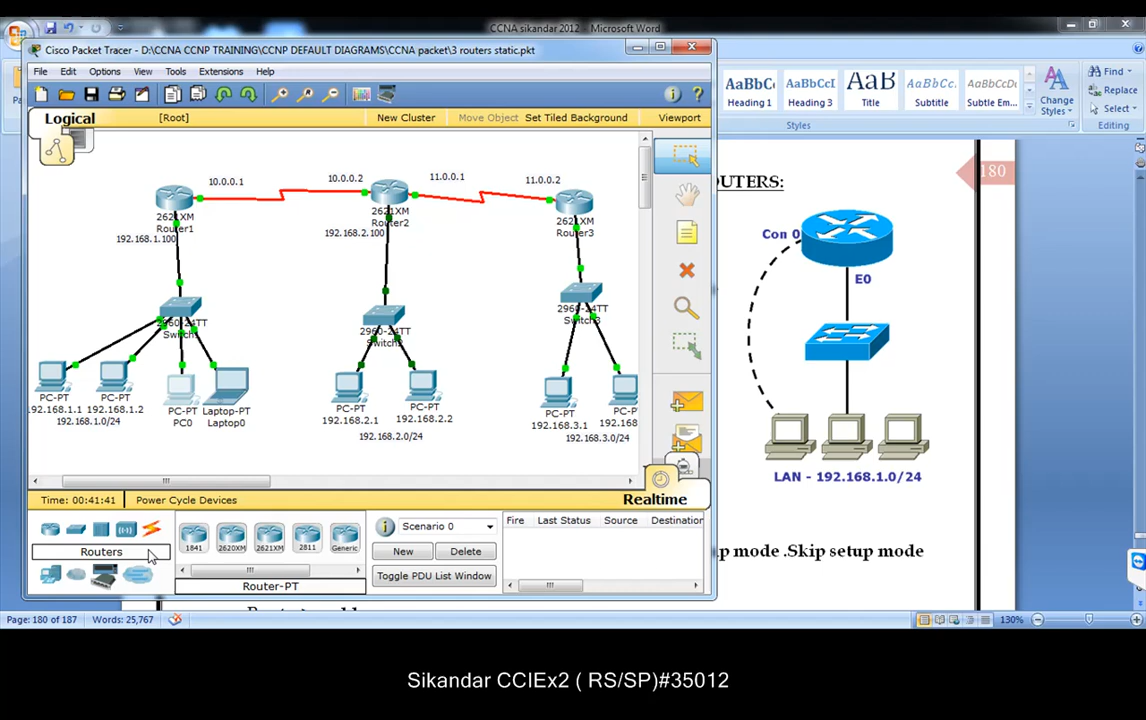 CCNA sikandar 2012 - Microsoft Word
Cisco Packet Tracer - D:\CCNA CCNP TRAINING\CCNP DEFAULT DIAGRAMS\CCNA packet\3 routers static.pkt
File Edit Options View Tools Extensions Help
Logical [Root] New Cluster Move Object Set Tiled Background Viewport
10.0.0.1 10.0.0.2 11.0.0.1 11.0.0.2
2621XM
Router1
192.168.1.100
2621XM
Router2
192.168.2.100
2621XM
Router3
2960-24TT
2960-24TT
2960-24TT
Switch3
PC-PT
192.168.1.1
PC-PT
192.168.1.2
PC-PT
PC0
Laptop-PT
Laptop0
192.168.1.0/24
PC-PT
192.168.2.1
PC-PT
192.168.2.2
192.168.2.0/24
PC-PT
192.168.3.1
PC-P
192.168
192.168.3.0/24
Time: 00:41:41 Power Cycle Devices Realtime
Routers
1841 2620XM 2621XM 2811 Generic
Router-PT
Scenario 0
New Delete
Toggle PDU List Window
Fire Last Status Source Destination
AaBbC AaBbCcI AaB AaBbCc. AaBbCcDc
Heading 1 Heading 3 Title Subtitle Subtle Em...
Change
Styles
Find
Replace
Select
Styles Editing
180
OUTERS:
Con 0
E0
LAN - 192.168.1.0/24
p mode .Skip setup mode
Page: 180 of 187 Words: 25,767 130%
Sikandar CCIEx2 ( RS/SP)#35012